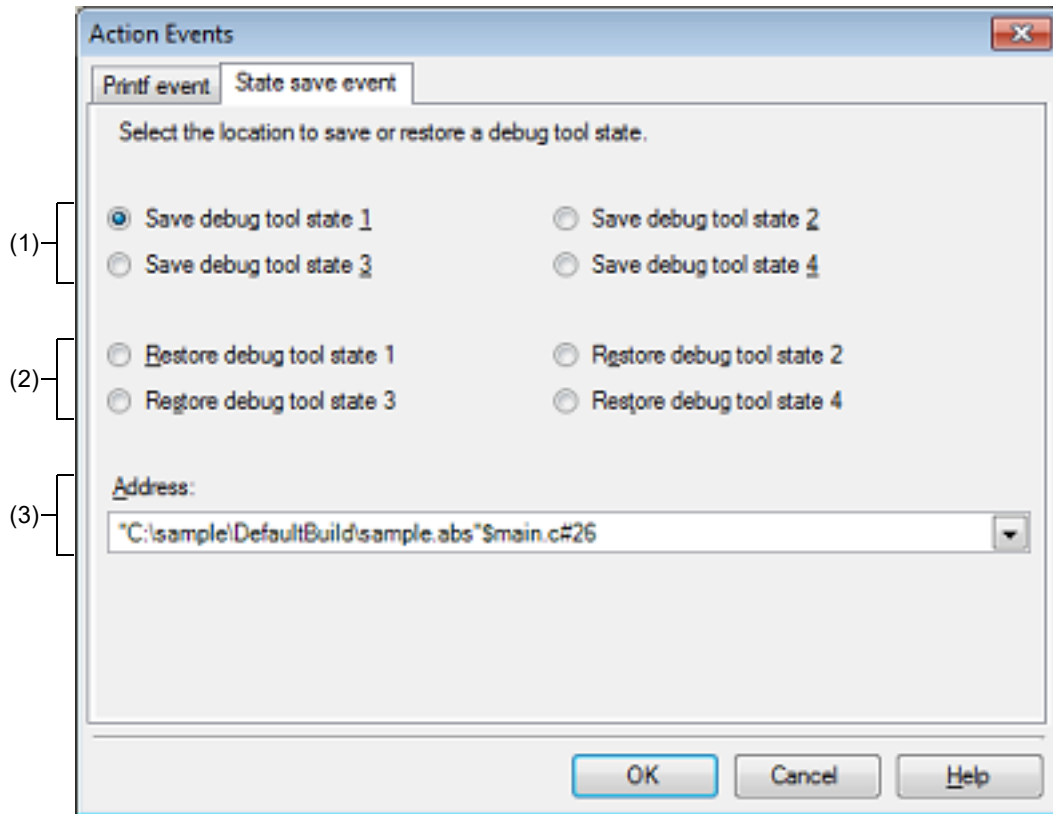 Action Events
Printf event State save event
Select the location to save or restore a debug tool state.
(1)
Save debug tool state 1 Save debug tool state 2
Save debug tool state 3 Save debug tool state 4
(2)
Restore debug tool state 1 Restore debug tool state 2
Restore debug tool state 3 Restore debug tool state 4
(3)
Address:
"C:\sample\DefaultBuild\sample.abs"$main.c#26
OK Cancel Help